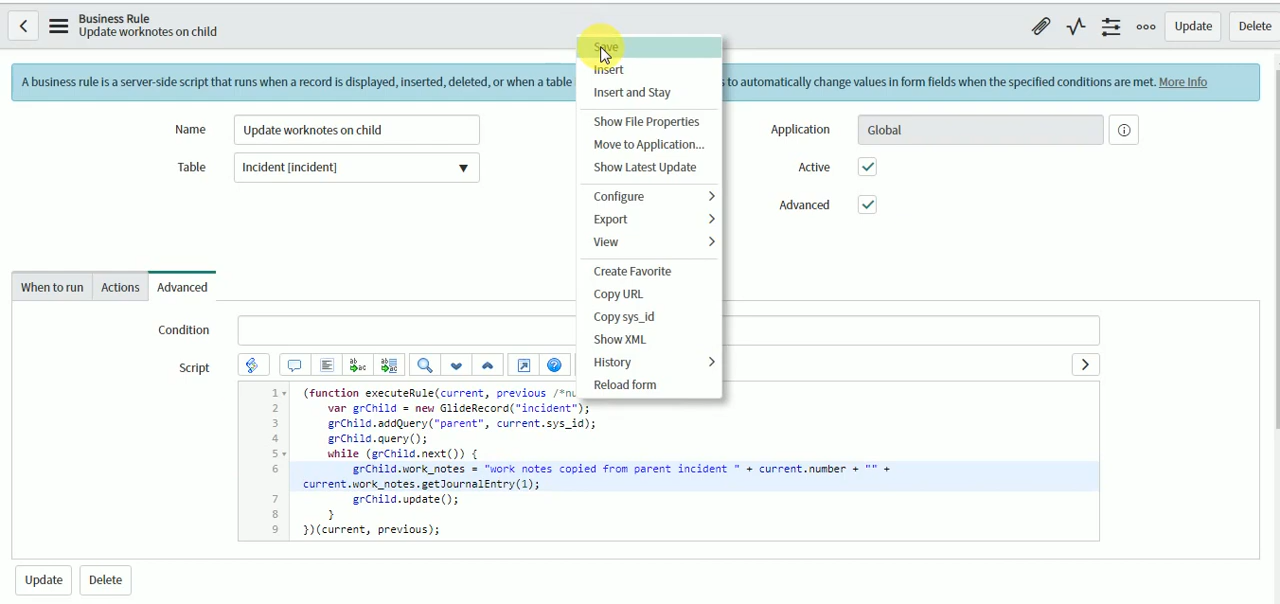 Business Rule
Update worknotes on child
Update
Delete
A business rule is a server-side script that runs when a record is displayed, inserted, deleted, or when a table
s to automatically change values in form fields when the specified conditions are met. More Info
Name
Update worknotes on child
Table
Incident [incident]
Application
Global
Active
Advanced
Save
Insert
Insert and Stay
Show File Properties
Move to Application...
Show Latest Update
Configure
Export
View
Create Favorite
Copy URL
Copy sys_id
Show XML
History
Reload form
When to run
Actions
Advanced
Condition
Script
1 (function executeRule(current, previous /*nu
2 var grChild = new GlideRecord("incident");
3 grChild.addQuery("parent", current.sys_id);
4 grChild.query();
5 while (grChild.next()) {
6 grChild.work_notes = "work notes copied from parent incident " + current.number + "" +
current.work_notes.getJournalEntry(1);
7 grChild.update();
8 }
9 })(current, previous);
Update
Delete